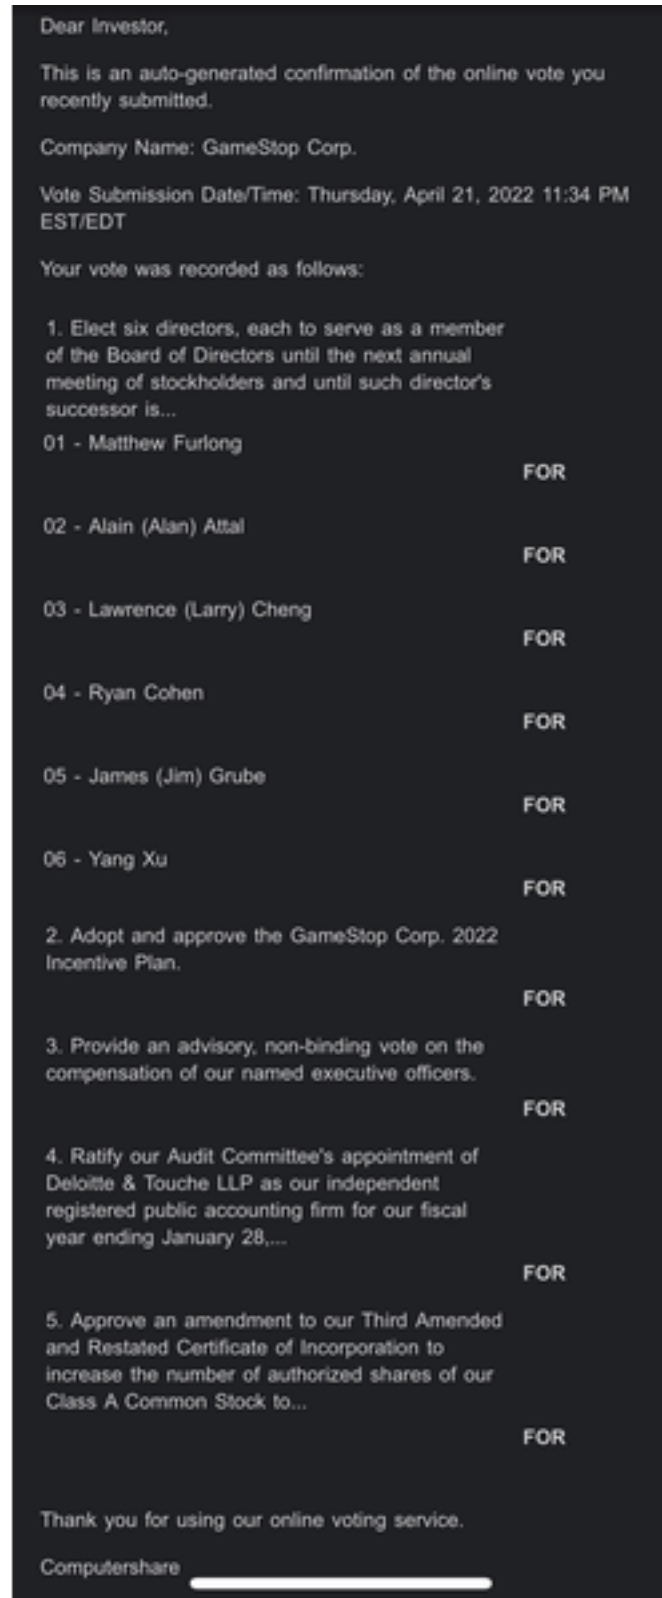 Dear Investor,
This is an auto-generated confirmation of the online vote you
recently submitted.
Company Name: GameStop Corp.
Vote Submission Date/Time: Thursday, April 21, 2022 11:34 PM
EST/EDT
Your vote was recorded as follows:
1. Elect six directors, each to serve as a member
of the Board of Directors until the next annual
meeting of stockholders and until such director's
successor is...
01 - Matthew Furlong
FOR
02 - Alain (Alan) Attal
FOR
03 - Lawrence (Larry) Cheng
FOR
04 - Ryan Cohen
FOR
05 - James (Jim) Grube
FOR
06 - Yang Xu
FOR
2. Adopt and approve the GameStop Corp. 2022
Incentive Plan.
FOR
3. Provide an advisory, non-binding vote on the
compensation of our named executive officers.
FOR
4. Ratify our Audit Committee's appointment of
Deloitte & Touche LLP as our independent
registered public accounting firm for our fiscal
year ending January 28,...
FOR
5. Approve an amendment to our Third Amended
and Restated Certificate of Incorporation to
increase the number of authorized shares of our
Class A Common Stock to...
FOR
Thank you for using our online voting service.
Computershare